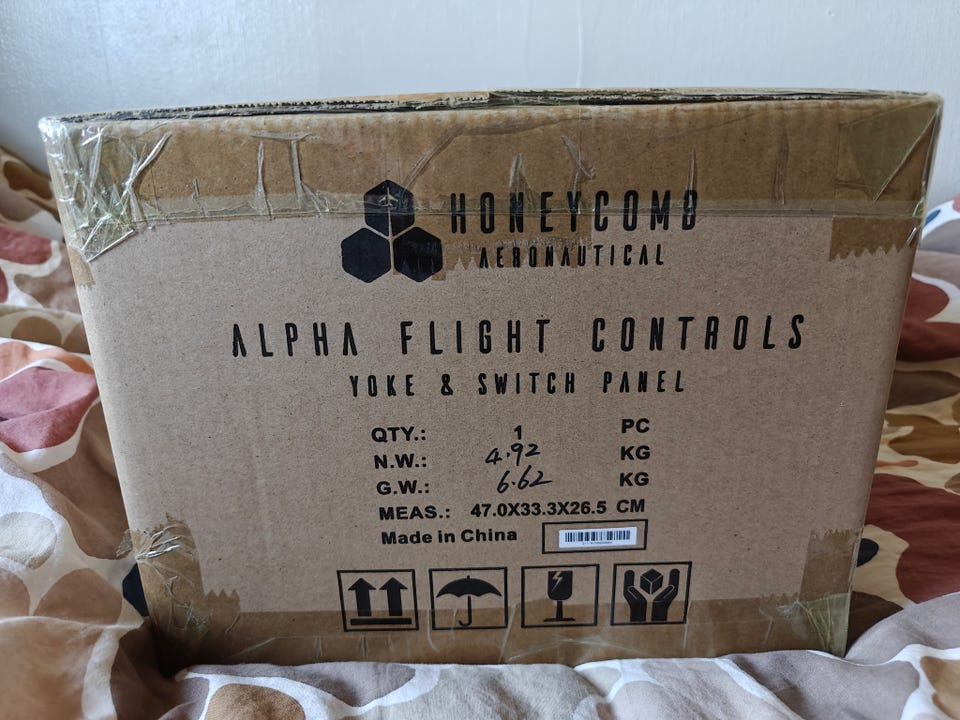 HONEYCOMB
AERONAUTICAL
ALPHA FLIGHT CONTROLS
YOKE & SWITCH PANEL
QTY.: 1 PC
N.W.: 4.92 KG
G.W.: 6.62 KG
MEAS.: 47.0X33.3X26.5 CM
Made in China